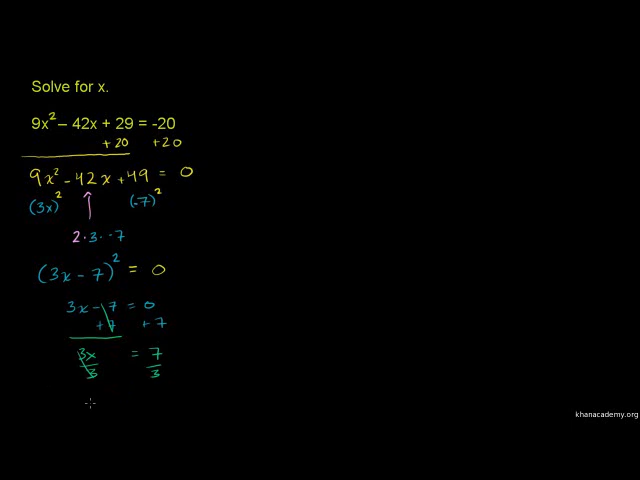 Solve for x.
9x² – 42x + 29 = -20
+ 20 + 20
9x² - 42x + 49 = 0
(3x)² (-7)²
2·3·-7
(3x - 7)² = 0
3x - 7 = 0
+7 +7
3x = 7
3 3
khanacademy.org